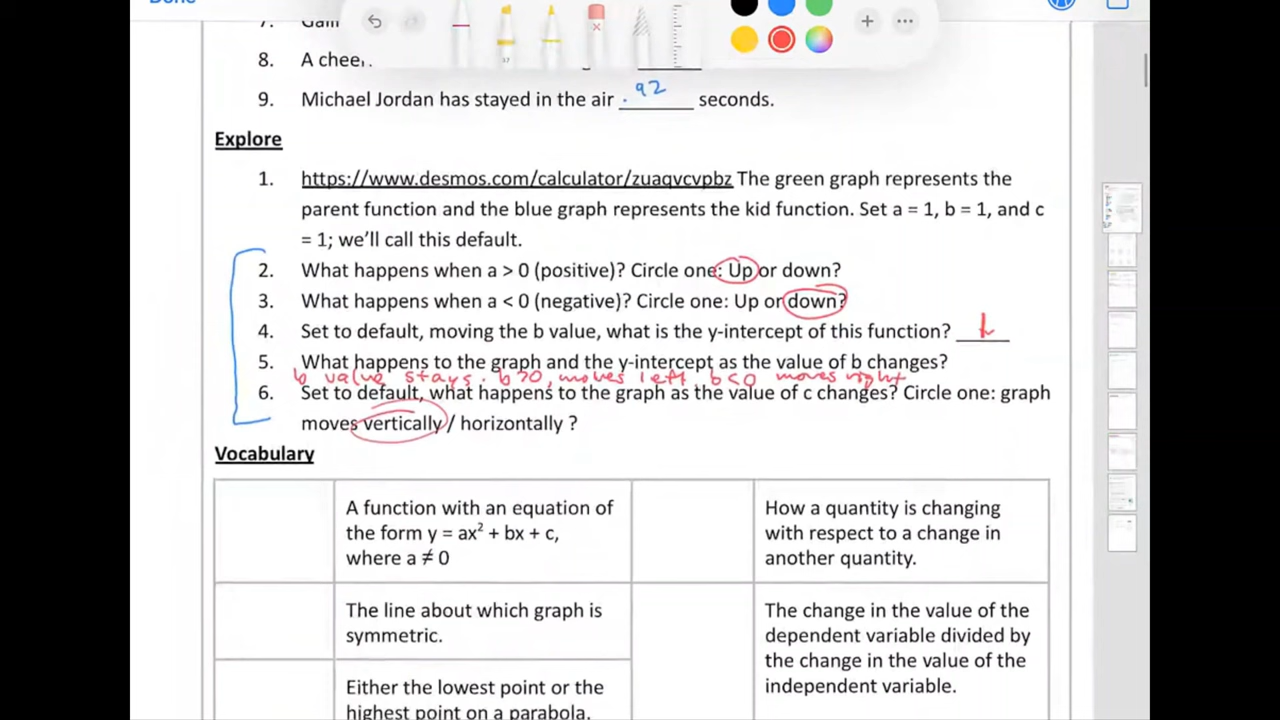 Done
7.
8. A cheer
9. Michael Jordan has stayed in the air .92 seconds.
Explore
1. https://www.desmos.com/calculator/zuaqvcvpbz The green graph represents the
parent function and the blue graph represents the kid function. Set a = 1, b = 1, and c
= 1; we’ll call this default.
2. What happens when a > 0 (positive)? Circle one: Up or down?
3. What happens when a < 0 (negative)? Circle one: Up or down?
4. Set to default, moving the b value, what is the y-intercept of this function?
5. What happens to the graph and the y-intercept as the value of b changes?
b value stays. b>0, moves left b<0 moves right
6. Set to default, what happens to the graph as the value of c changes? Circle one: graph
moves vertically / horizontally ?
Vocabulary
A function with an equation of
the form y = ax² + bx + c,
where a ≠ 0
How a quantity is changing
with respect to a change in
another quantity.
The line about which graph is
symmetric.
The change in the value of the
dependent variable divided by
the change in the value of the
independent variable.
Either the lowest point or the
highest point on a parabola.